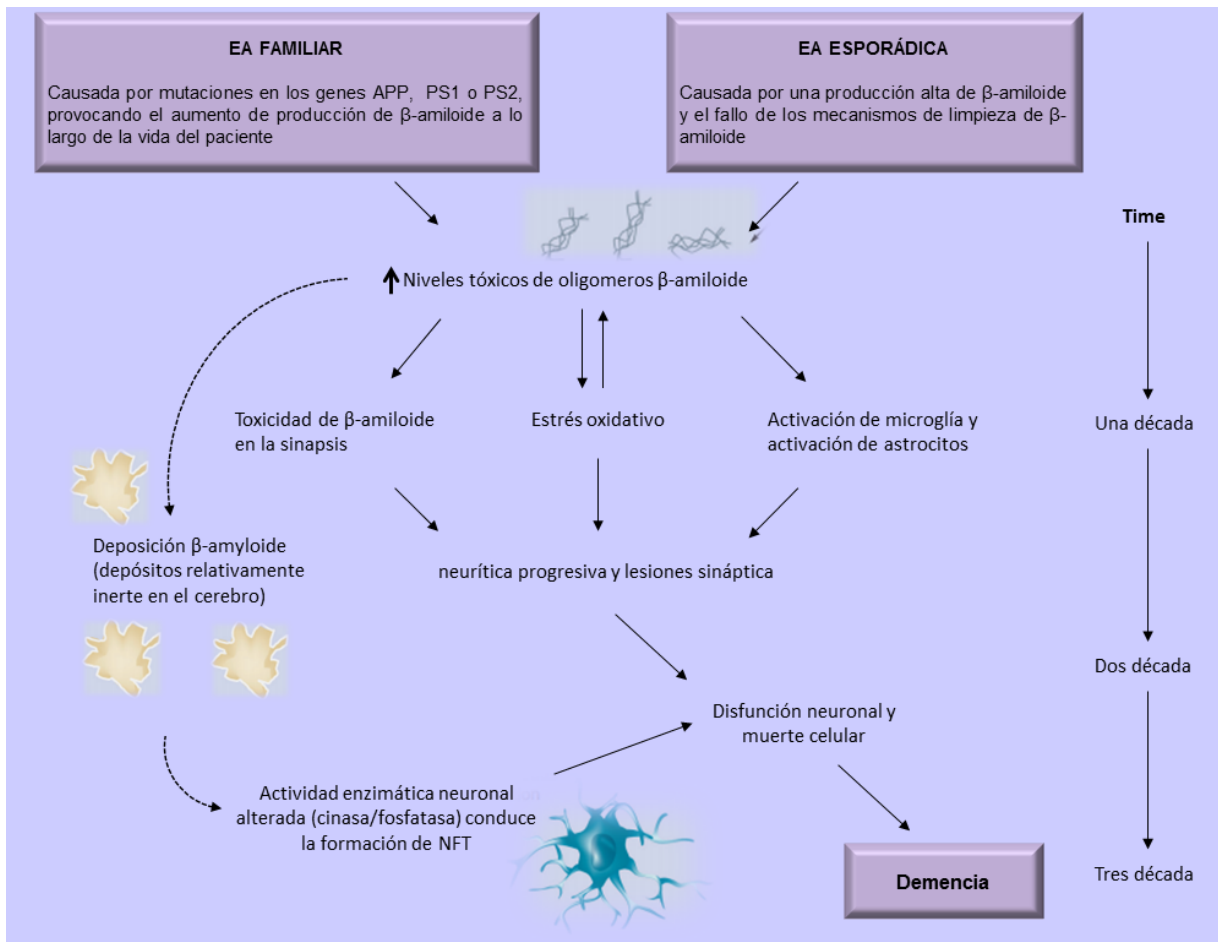 EA FAMILIAR
Causada por mutaciones en los genes APP, PS1 o PS2,
provocando el aumento de producción de β-amiloide a lo
largo de la vida del paciente
EA ESPORÁDICA
Causada por una producción alta de β-amiloide
y el fallo de los mecanismos de limpieza de β-
amiloide
Time
Niveles tóxicos de oligomeros β-amiloide
Toxicidad de β-amiloide
en la sinapsis
Estrés oxidativo
Activación de microglía y
activación de astrocitos
Una década
Deposición β-amyloide
(depósitos relativamente
inerte en el cerebro)
neurítica progresiva y lesiones sináptica
Dos década
Disfunción neuronal y
muerte celular
Actividad enzimática neuronal
alterada (cinasa/fosfatasa) conduce
la formación de NFT
Demencia
Tres década